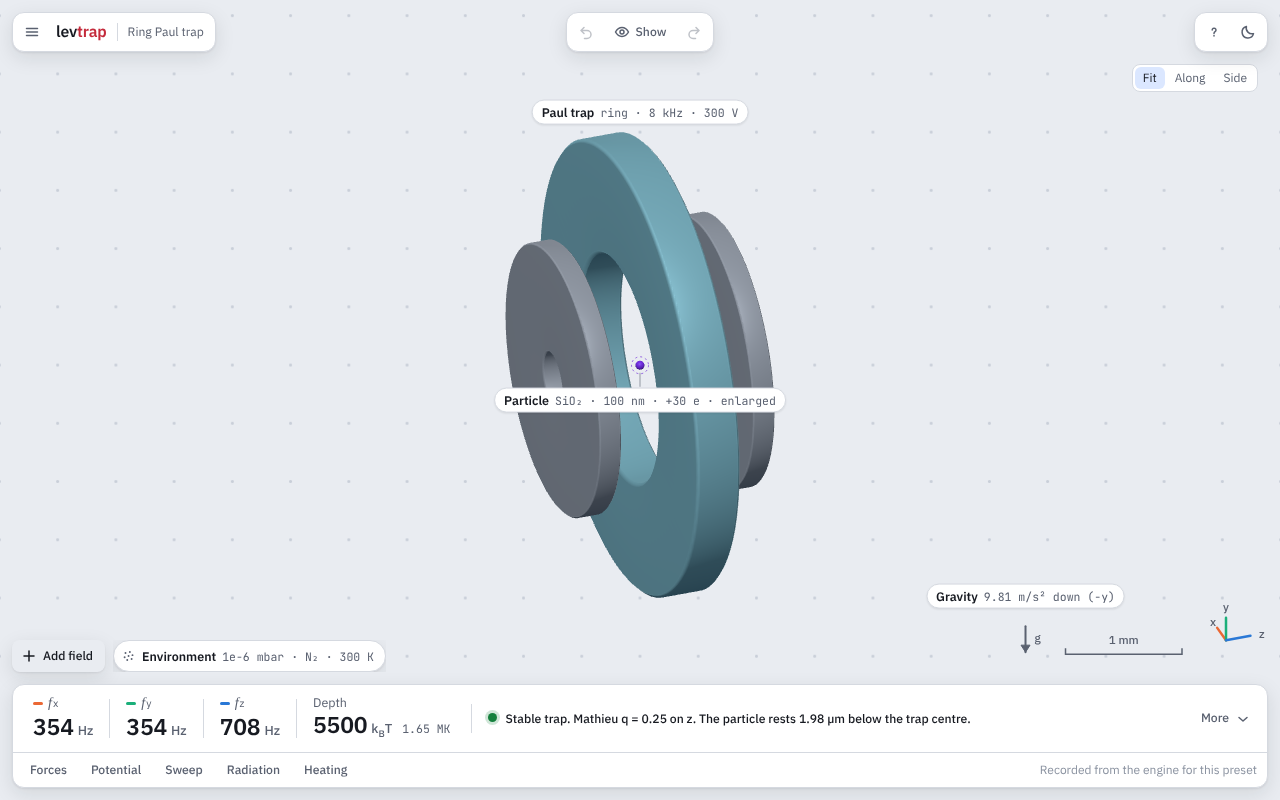 levtrap Ring Paul trap
Show
?
Fit Along Side
Paul trap ring · 8 kHz · 300 V
Particle SiO₂ · 100 nm · +30 e · enlarged
Gravity 9.81 m/s² down (-y)
g
1 mm
y
x
z
Add field
Environment 1e-6 mbar · N₂ · 300 K
fx
354 Hz
fy
354 Hz
fz
708 Hz
Depth
5500 kBT 1.65 MK
Stable trap. Mathieu q = 0.25 on z. The particle rests 1.98 µm below the trap centre.
More
Forces Potential Sweep Radiation Heating
Recorded from the engine for this preset